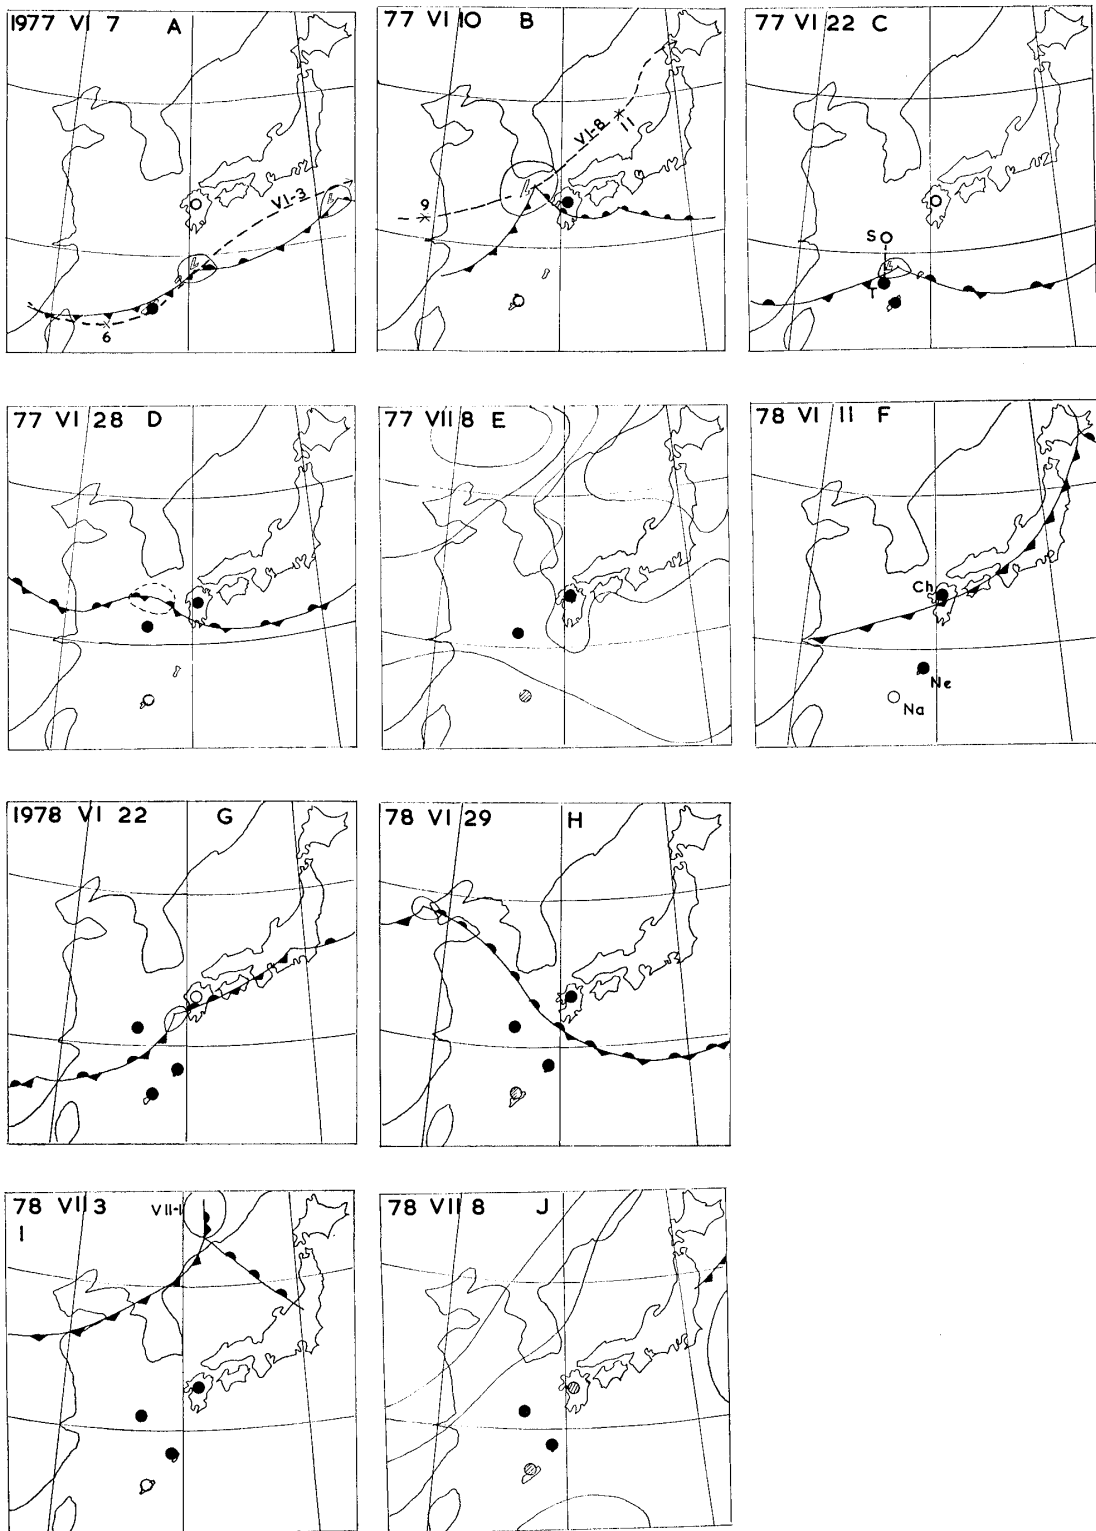 1977 VI 7 A
VI-3
6
77 VI 10 B
VI-8
11
9
77 VI 22 C
S
T
77 VI 28 D
77 VII 8 E
78 VI 11 F
Ch
Ne
Na
1978 VI 22 G
78 VI 29 H
78 VII 3
I
VII-1
78 VII 8 J